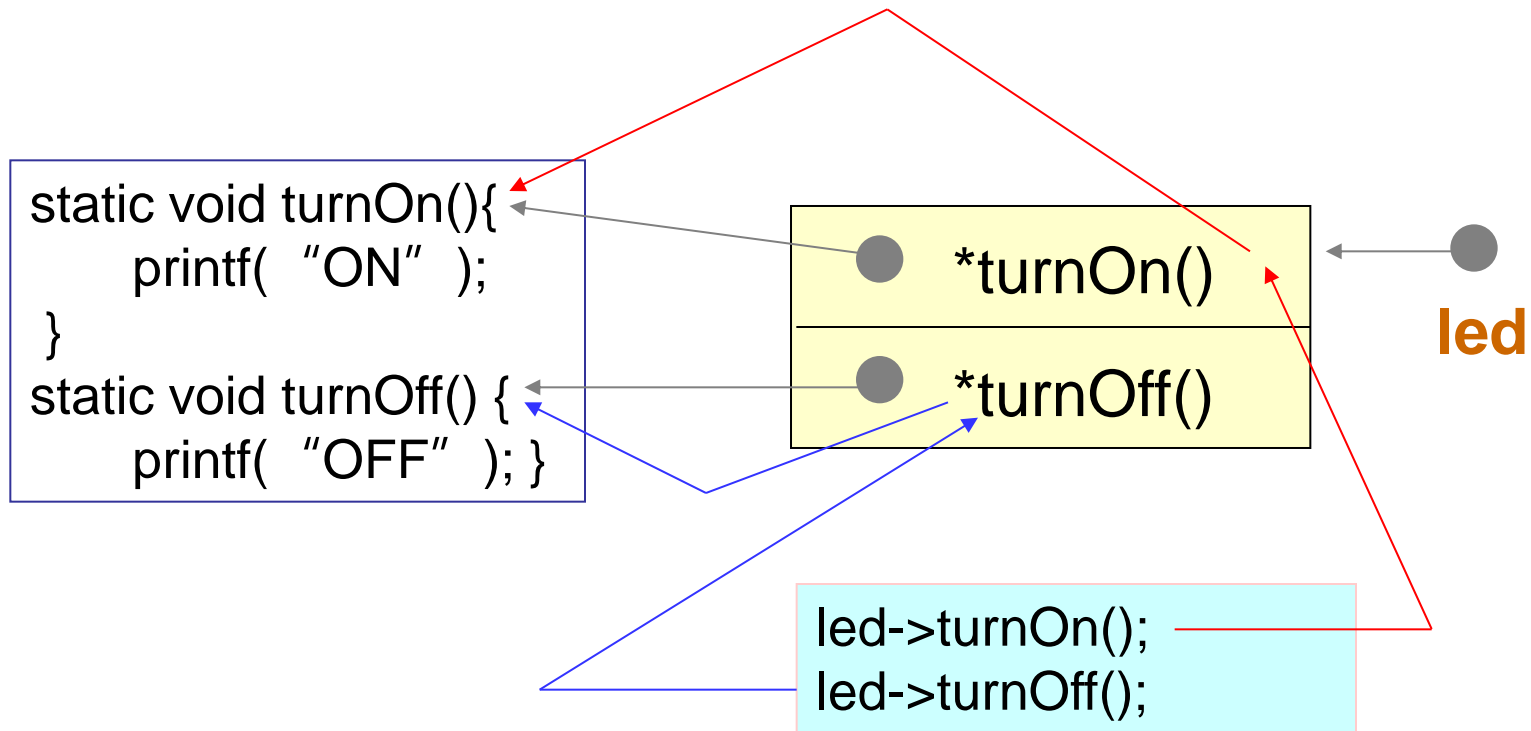 static void turnOn(){
printf( “ON” );
}
static void turnOff() {
printf( “OFF” ); }
*turnOn()
*turnOff()
led
led->turnOn();
led->turnOff();